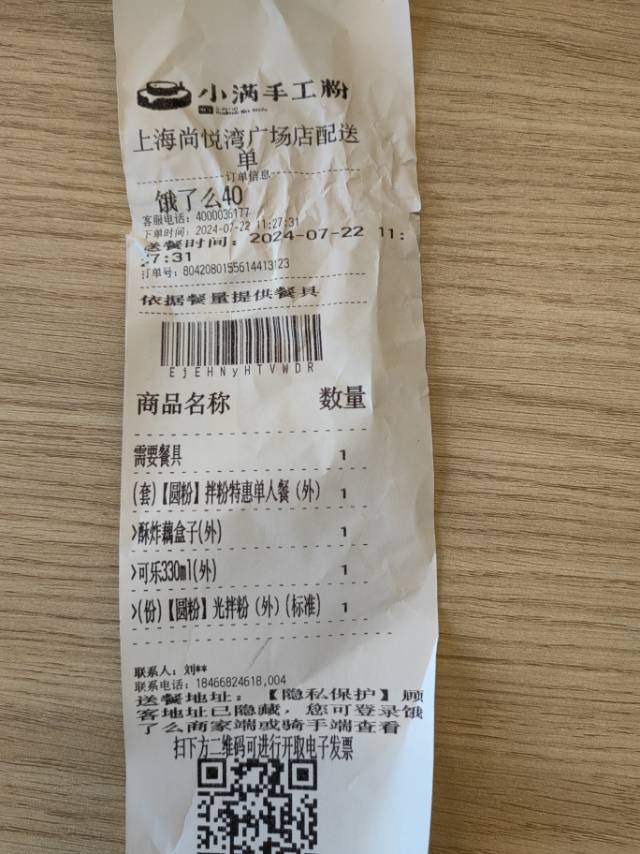 小满手工粉
上海尚悦湾广场店配送
单
订单信息
饿了么40
客服电话: 4000036177
下单时间: 2024-07-22 11:27:31
送餐时间: 2024-07-22 11:
27:31
订单号: 8042080155614413123
依据餐量提供餐具
EjEHNyHTVWDR
商品名称 数量
需要餐具 1
(套)【圆粉】拌粉特惠单人餐（外） 1
>酥炸藕盒子(外) 1
>可乐330ml(外) 1
>(份)【圆粉】光拌粉（外）(标准) 1
联系人: 刘**
联系电话: 18466824618,004
送餐地址: 【隐私保护】顾
客地址已隐藏，您可登录饿
了么商家端或骑手端查看
扫下方二维码可进行开取电子发票